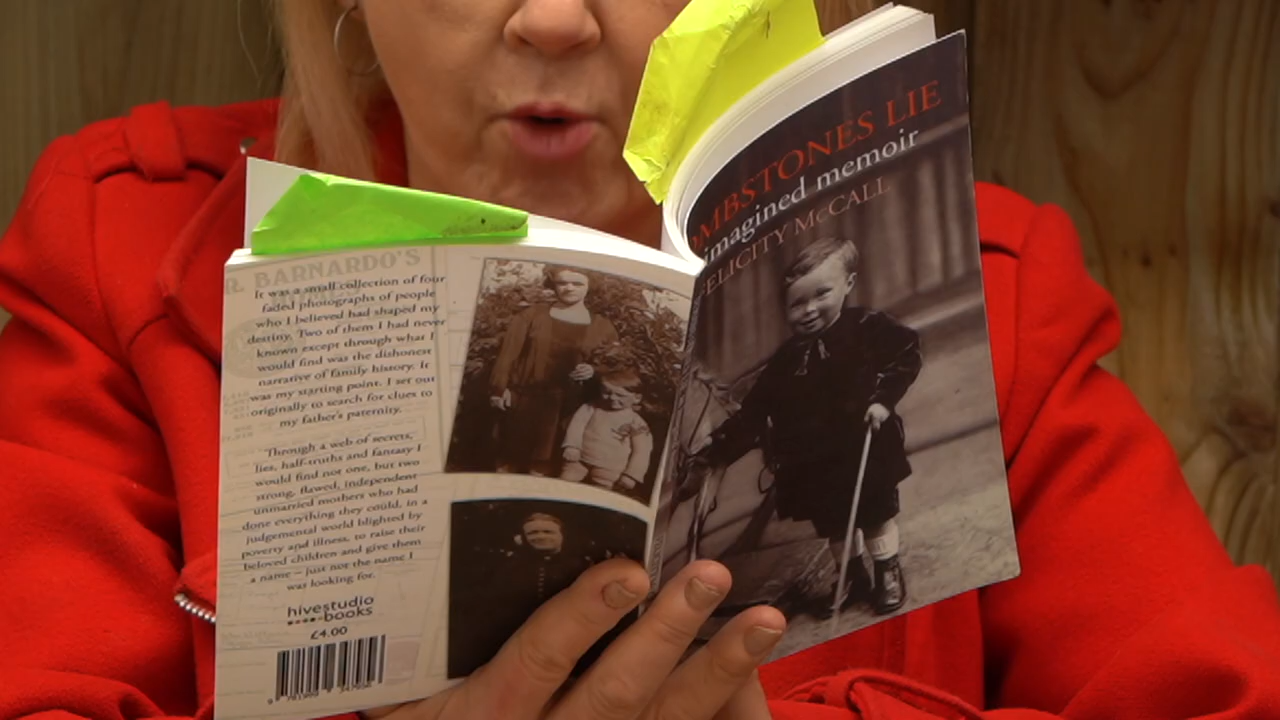 R. BARNARDO'S
It was a small collection of four
faded photographs of people
who I believed had shaped my
destiny. Two of them I had never
known except through what I
would find was the dishonest
narrative of family history. It
was my starting point. I set out
originally to search for clues to
my father's paternity.
Through a web of secrets,
lies, half-truths and fantasy I
would find not one, but two
strong, flawed, independent
unmarried mothers who had
done everything they could, in a
judgemental world blighted by
poverty and illness, to raise their
beloved children and give them
a name – just not the name I
was looking for.
hivestudio
books
£4.00
OMBSTONES LIE
imagined memoir
FELICITY McCALL